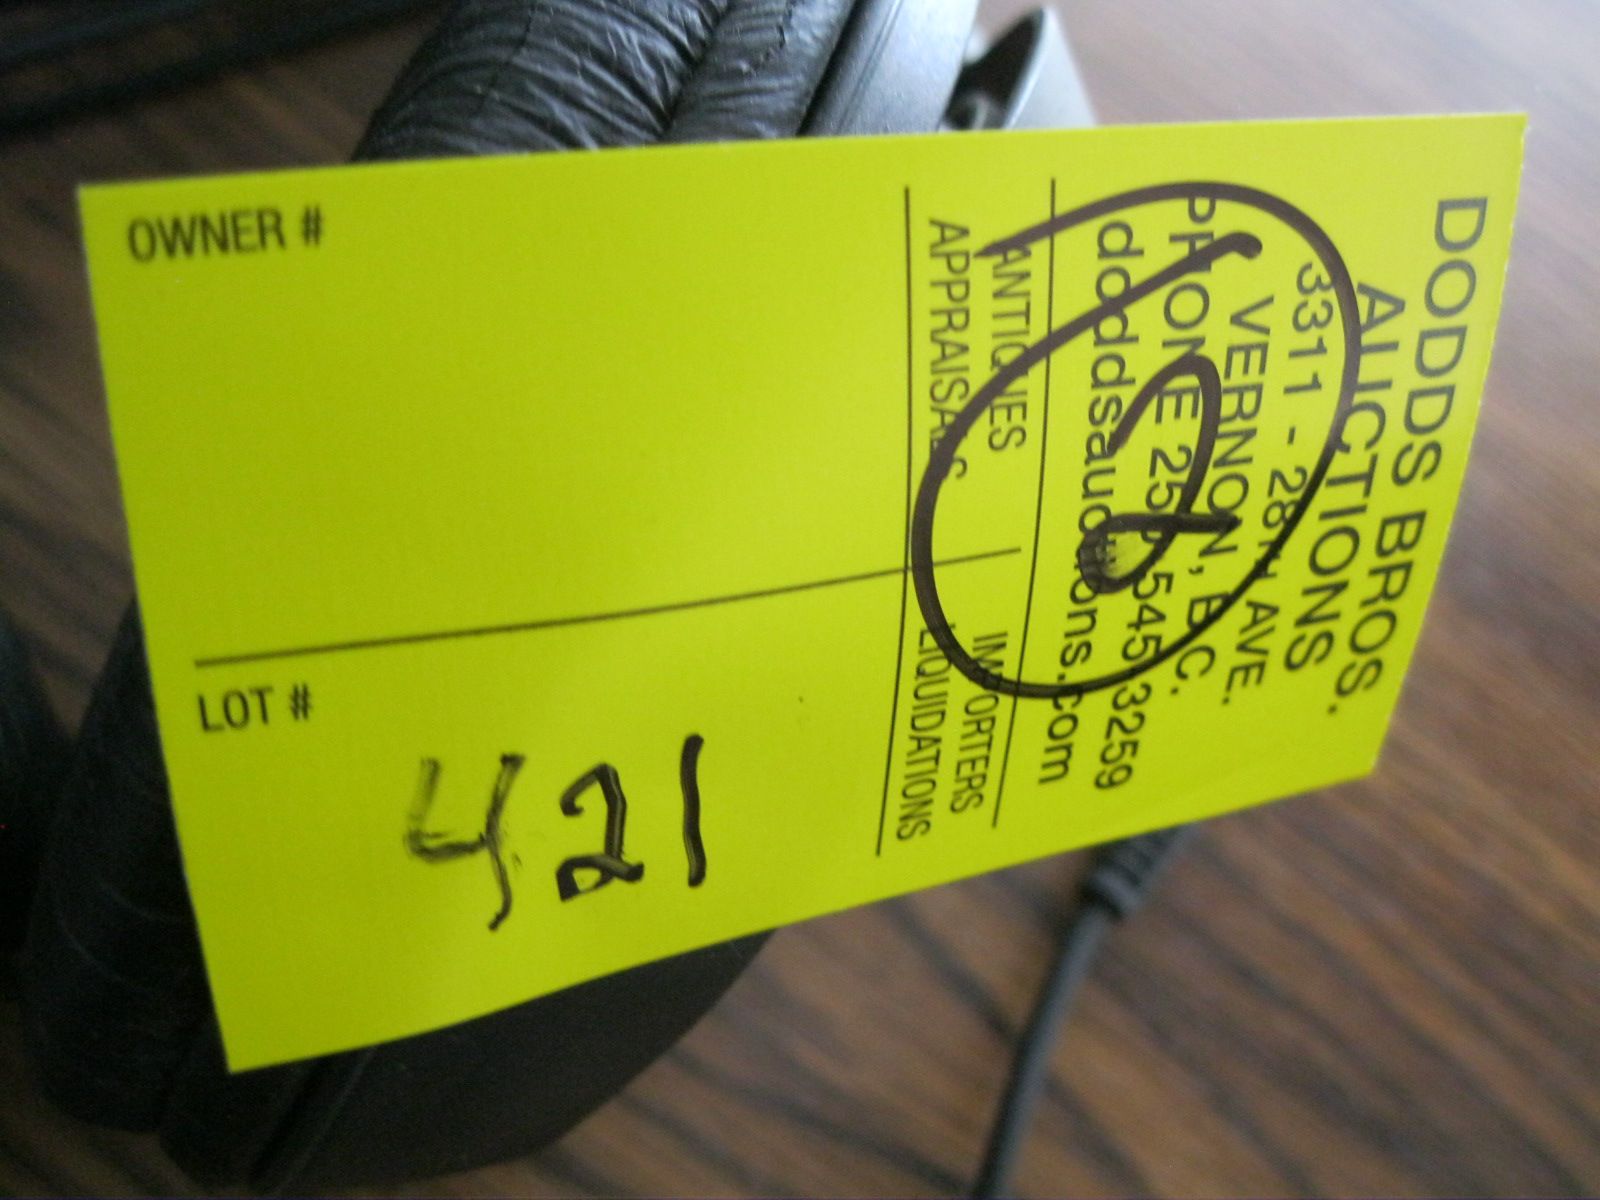 DODDS BROS.
AUCTIONS
3311 - 28TH AVE.
VERNON, B.C.
PHONE 250 545-3259
doddsauctions.com
ANTIQUES IMPORTERS
APPRAISALS LIQUIDATIONS
OWNER #
LOT #
421